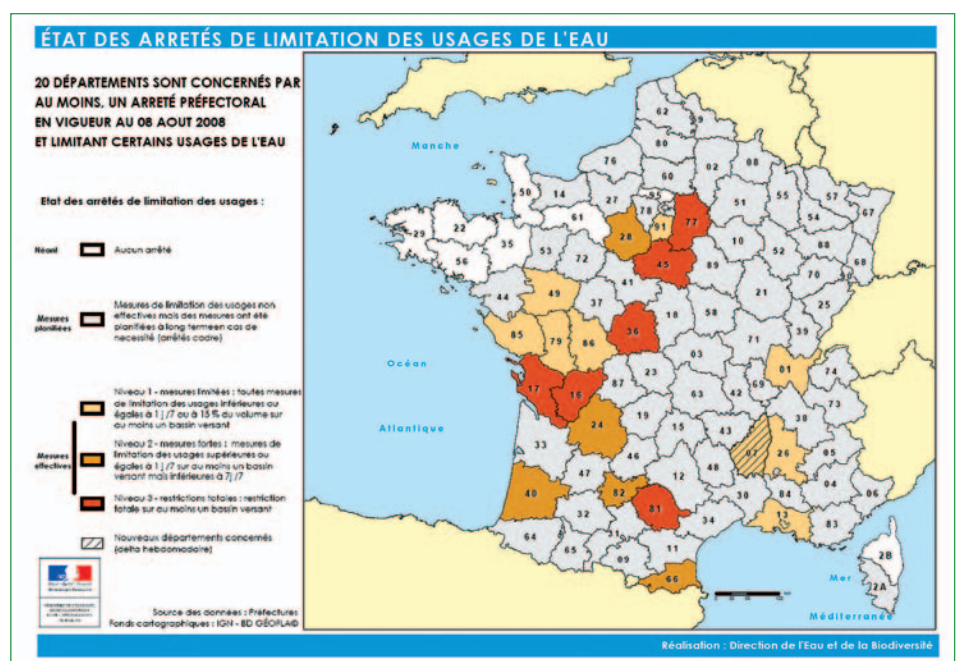 ÉTAT DES ARRETÉS DE LIMITATION DES USAGES DE L'EAU
20 DÉPARTEMENTS SONT CONCERNÉS PAR
AU MOINS, UN ARRETÉ PRÉFECTORAL
EN VIGUEUR AU 08 AOUT 2008
ET LIMITANT CERTAINS USAGES DE L'EAU
Etat des arrêtés de limitation des usages :
Néant
Aucun arrêté
Mesures
planifiées
Mesures de limitation des usages non
effectives mais des mesures ont été
planifiées à long termeen cas de
necessité (arrêtés cadre)
Mesures
effectives
Niveau 1 - mesures limitées : toutes mesures
de limitation des usages inférieures ou
égales à 1 j /7 ou à 15 % du volume sur
au moins un bassin versant
Niveau 2 - mesures fortes : mesures de
limitation des usages supérieures ou
égales à 1 j /7 sur au moins un bassin
versant mais inférieures à 7j /7
Niveau 3 - restrictions totales : restriction
totale sur au moins un bassin versant
Nouveaux départements concernés
(delta hebdomadaire)
Source des données : Préfectures
Fonds cartographiques : IGN - BD GÉOFLA©
Manche
Océan
Atlantique
Mer
Méditerranée
62 59
80
76 02 08
60
50 14 27 95 51 55 57
61 78 77 54 67
29 22 28 91
35 53 10 52 88
56 72 45 68
89 70 90
44 49 41 21 25
37 18 58
36 39
85 79 86 71
03 01
17 16 87 23 69 74
63 42
73
24 19 38
15 43
33 46 07 26 05
47 12 48
40 82 04
81 30 84 06
32 34 13 83
64 31
65 09 11
66
2B
2A
Réalisation : Direction de l'Eau et de la Biodiversité